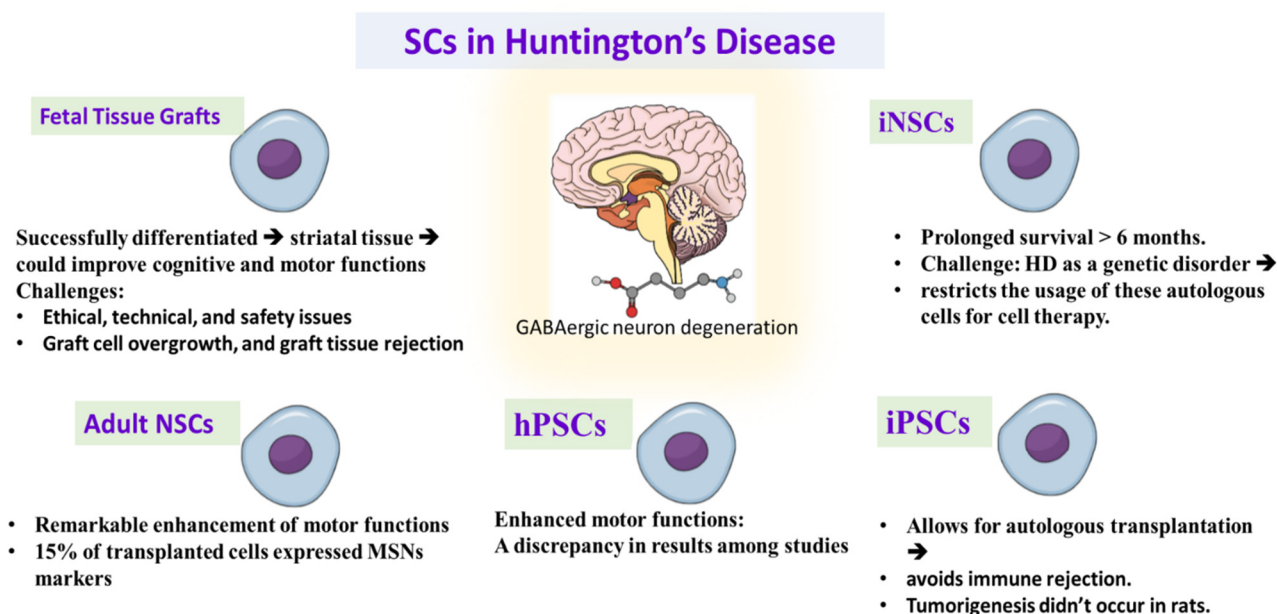 SCs in Huntington's Disease
Fetal Tissue Grafts
Successfully differentiated ➔ striatal tissue ➔
could improve cognitive and motor functions
Challenges:
• Ethical, technical, and safety issues
• Graft cell overgrowth, and graft tissue rejection
GABAergic neuron degeneration
iNSCs
• Prolonged survival > 6 months.
• Challenge: HD as a genetic disorder ➔
• restricts the usage of these autologous
cells for cell therapy.
Adult NSCs
• Remarkable enhancement of motor functions
• 15% of transplanted cells expressed MSNs
markers
hPSCs
Enhanced motor functions:
A discrepancy in results among studies
iPSCs
• Allows for autologous transplantation
➔
• avoids immune rejection.
• Tumorigenesis didn't occur in rats.